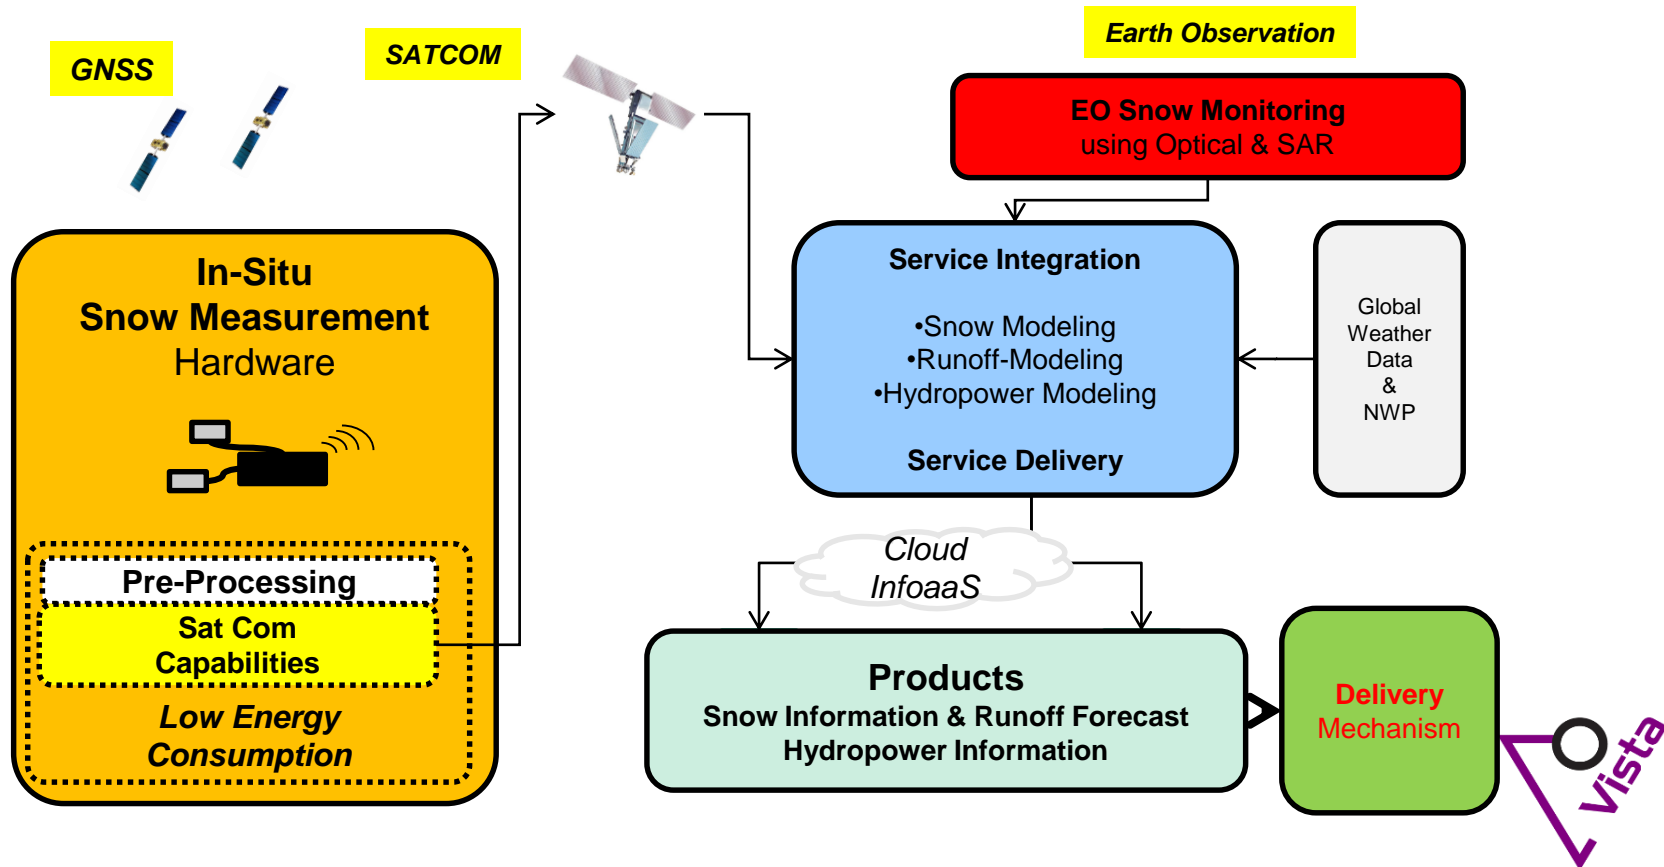 GNSS
SATCOM
Earth Observation
EO Snow Monitoring
using Optical & SAR
In-Situ
Snow Measurement
Hardware
Pre-Processing
Sat Com
Capabilities
Low Energy
Consumption
Service Integration
•Snow Modeling
•Runoff-Modeling
•Hydropower Modeling
Service Delivery
Global
Weather
Data
&
NWP
Cloud
InfoaaS
Products
Snow Information & Runoff Forecast
Hydropower Information
Delivery
Mechanism
Vista